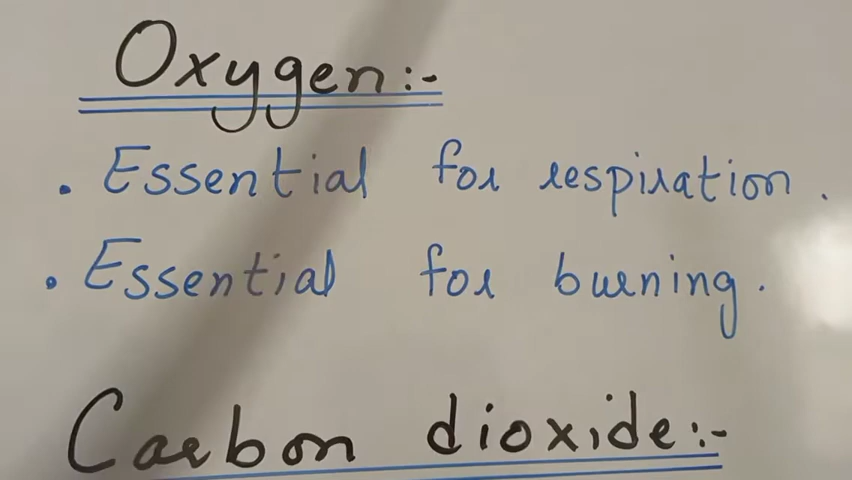 Oxygen:-
. Essential for respiration.
. Essential for burning.
Carbon dioxide:-